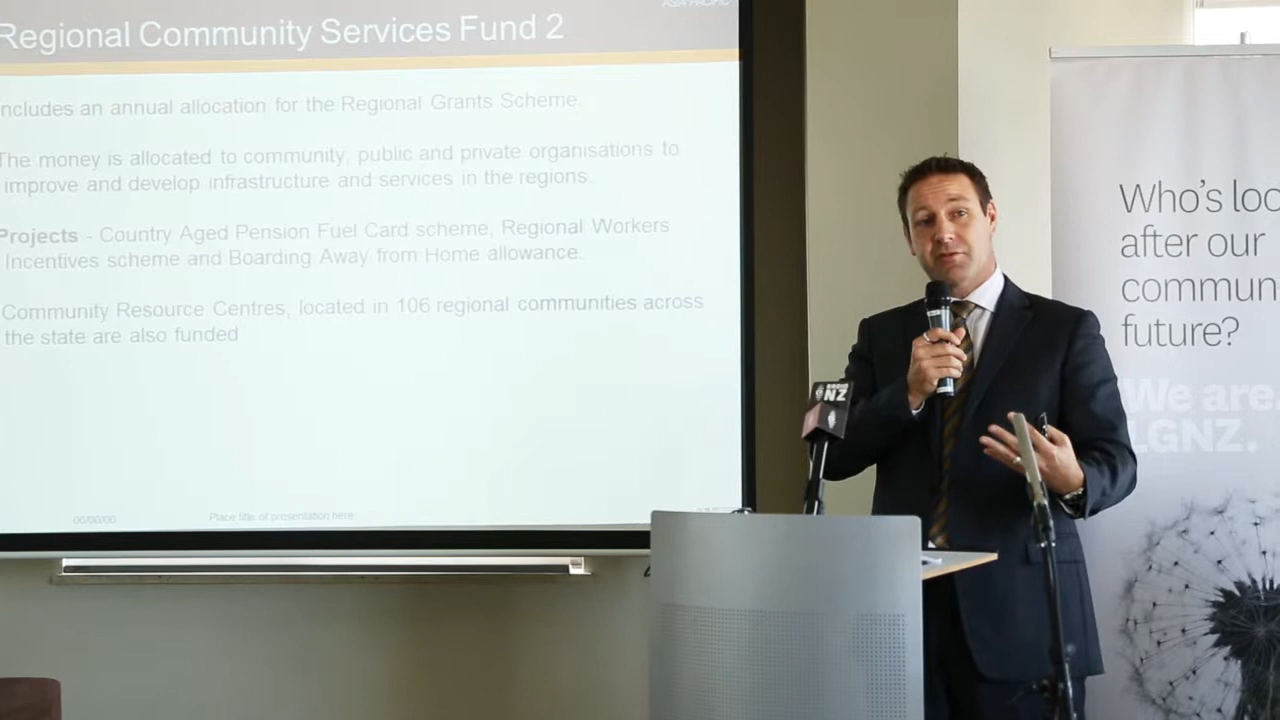 ASIA PACIFIC
Regional Community Services Fund 2
ncludes an annual allocation for the Regional Grants Scheme.
The money is allocated to community, public and private organisations to
improve and develop infrastructure and services in the regions.
Projects - Country Aged Pension Fuel Card scheme, Regional Workers
Incentives scheme and Boarding Away from Home allowance.
Community Resource Centres, located in 106 regional communities across
the state are also funded
00/00/00
Place title of presentation here
NZ
Who's loo
after our
commun
future?
We are
LGNZ.